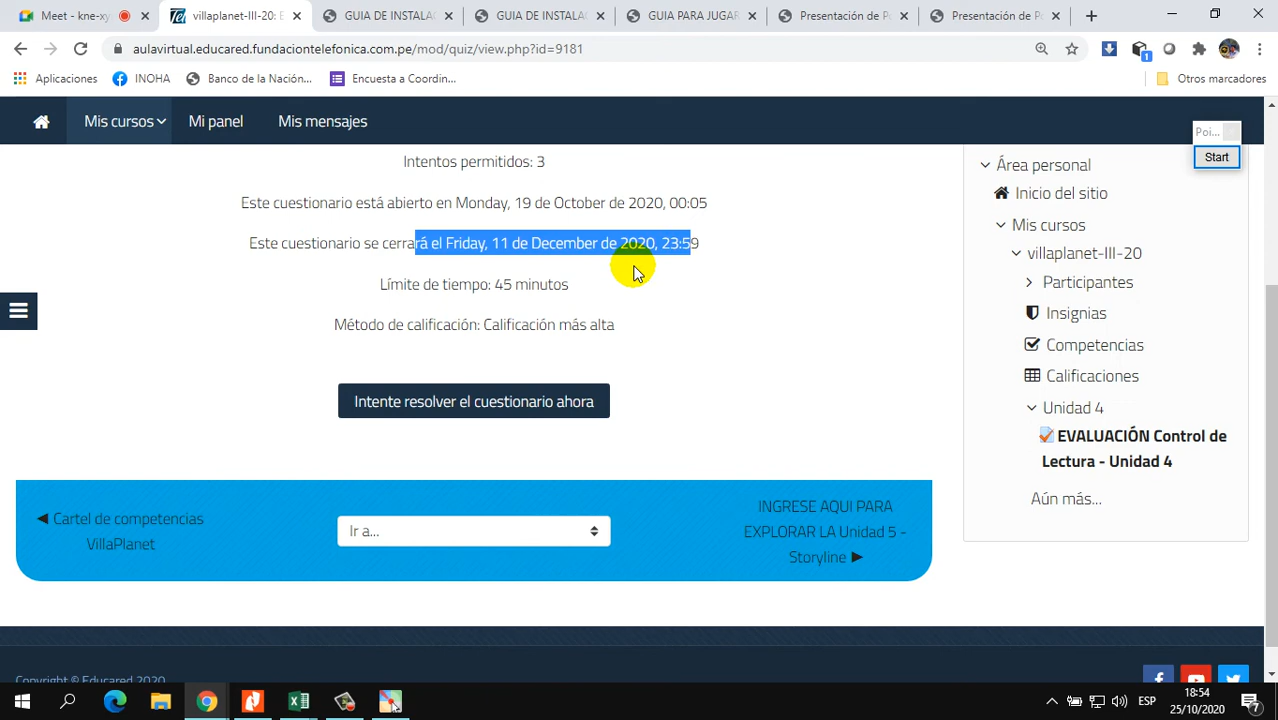 Meet - kne-xy
villaplanet-III-20: E
GUIA DE INSTALAC
GUIA DE INSTALAC
GUIA PARA JUGAR
Presentación de P
Presentación de Po
aulavirtual.educared.fundaciontelefonica.com.pe/mod/quiz/view.php?id=9181
Aplicaciones
INOHA
Banco de la Nación...
Encuesta a Coordin...
Otros marcadores
Mis cursos
Mi panel
Mis mensajes
Poi...
Start
Intentos permitidos: 3
Este cuestionario está abierto en Monday, 19 de October de 2020, 00:05
Este cuestionario se cerrará el Friday, 11 de December de 2020, 23:59
Límite de tiempo: 45 minutos
Método de calificación: Calificación más alta
Intente resolver el cuestionario ahora
◄ Cartel de competencias
VillaPlanet
Ir a...
INGRESE AQUI PARA
EXPLORAR LA Unidad 5 -
Storyline ►
Área personal
Inicio del sitio
Mis cursos
villaplanet-III-20
Participantes
Insignias
Competencias
Calificaciones
Unidad 4
EVALUACIÓN Control de
Lectura - Unidad 4
Aún más...
Copyright © Educared 2020
ESP
18:54
25/10/2020
7
1